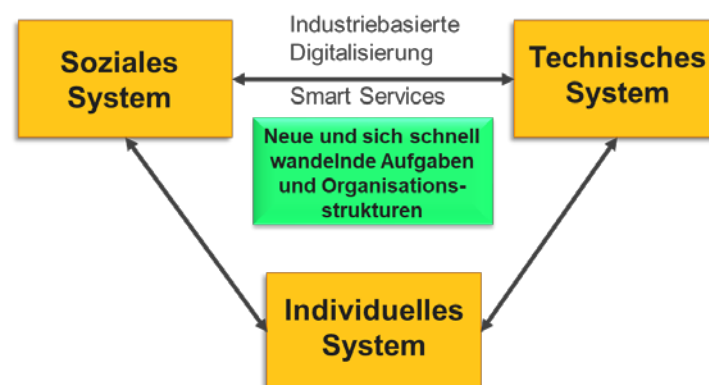 Industriebasierte
Digitalisierung
Soziales
System
Technisches
System
Smart Services
Neue und sich schnell
wandelnde Aufgaben
und Organisations-
strukturen
Individuelles
System